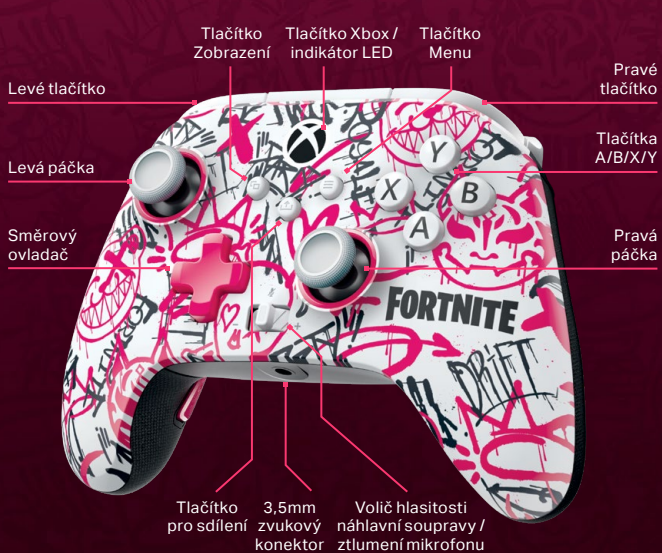 Tlačítko
Zobrazení
Tlačítko Xbox /
indikátor LED
Tlačítko
Menu
Levé tlačítko
Pravé
tlačítko
Levá páčka
Tlačítka
A/B/X/Y
Y
X
B
A
Směrový
ovladač
Pravá
páčka
FORTNITE
DRIFT
Tlačítko
pro sdílení
3,5mm
zvukový
konektor
Volič hlasitosti
náhlavní soupravy /
ztlumení mikrofonu